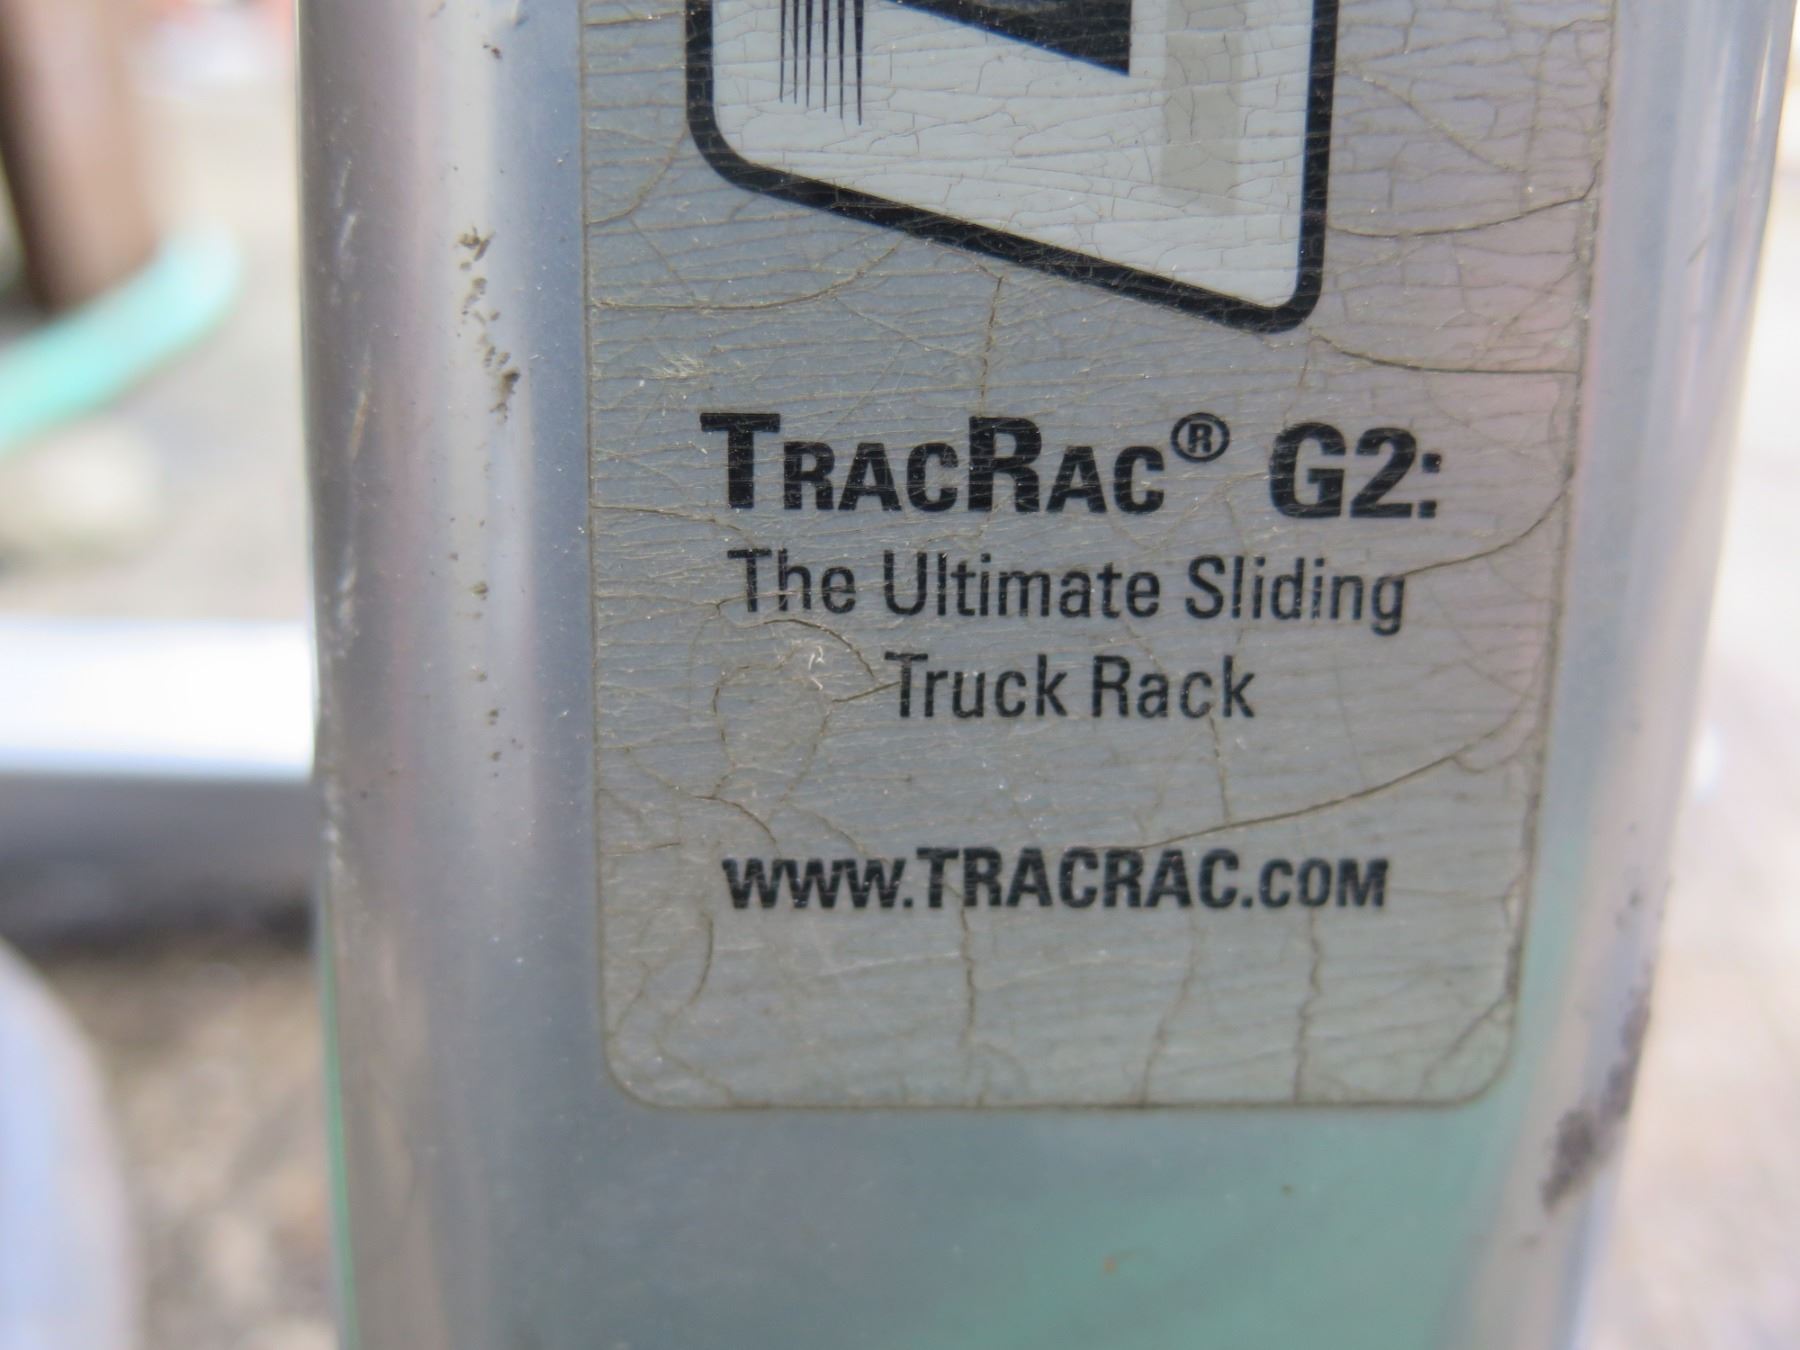 TRACRAC® G2:
The Ultimate Sliding
Truck Rack
WWW.TRACRAC.COM